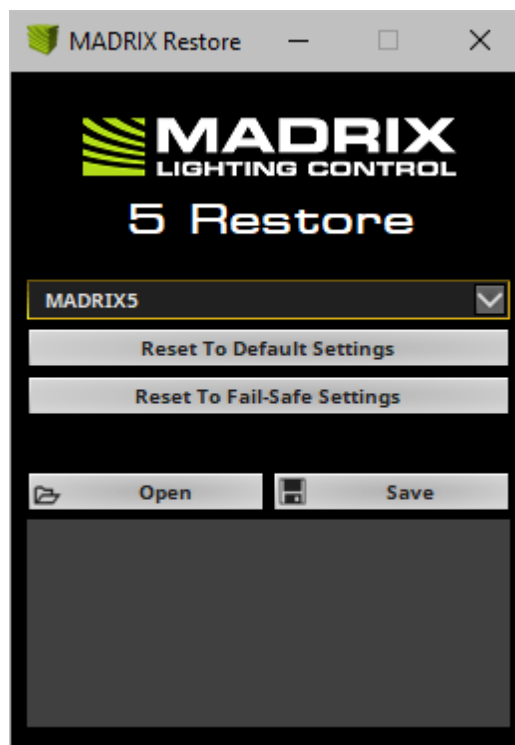 MADRIX Restore
MADRIX
LIGHTING CONTROL
5 Restore
MADRIX5
Reset To Default Settings
Reset To Fail-Safe Settings
Open Save